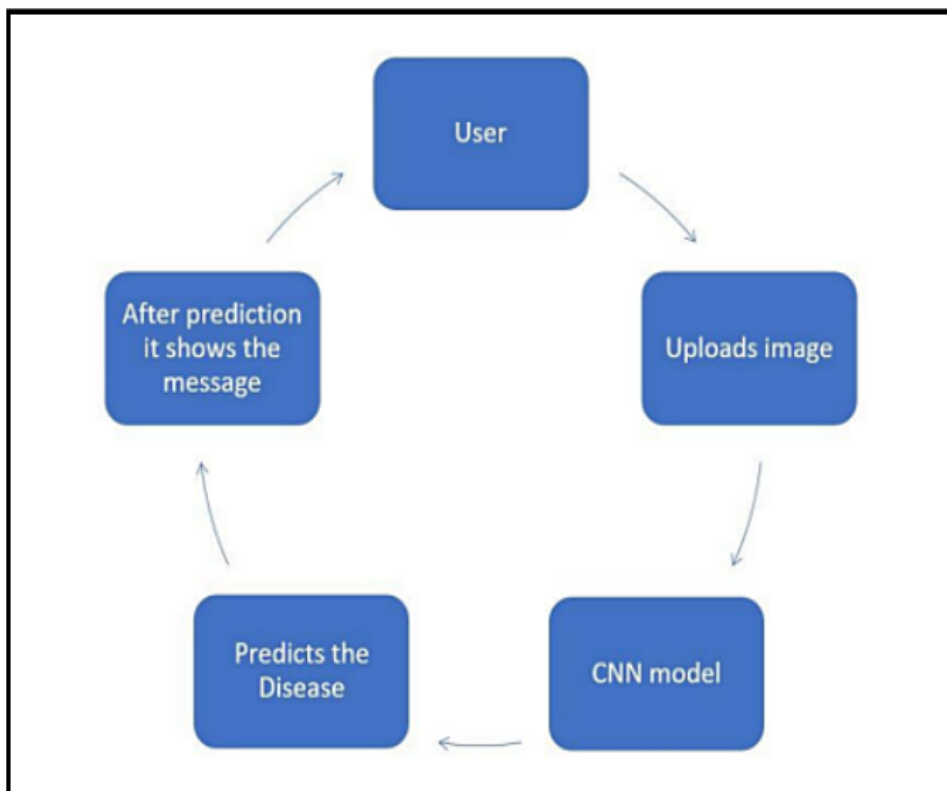 User
Uploads image
CNN model
Predicts the
Disease
After prediction
it shows the
message